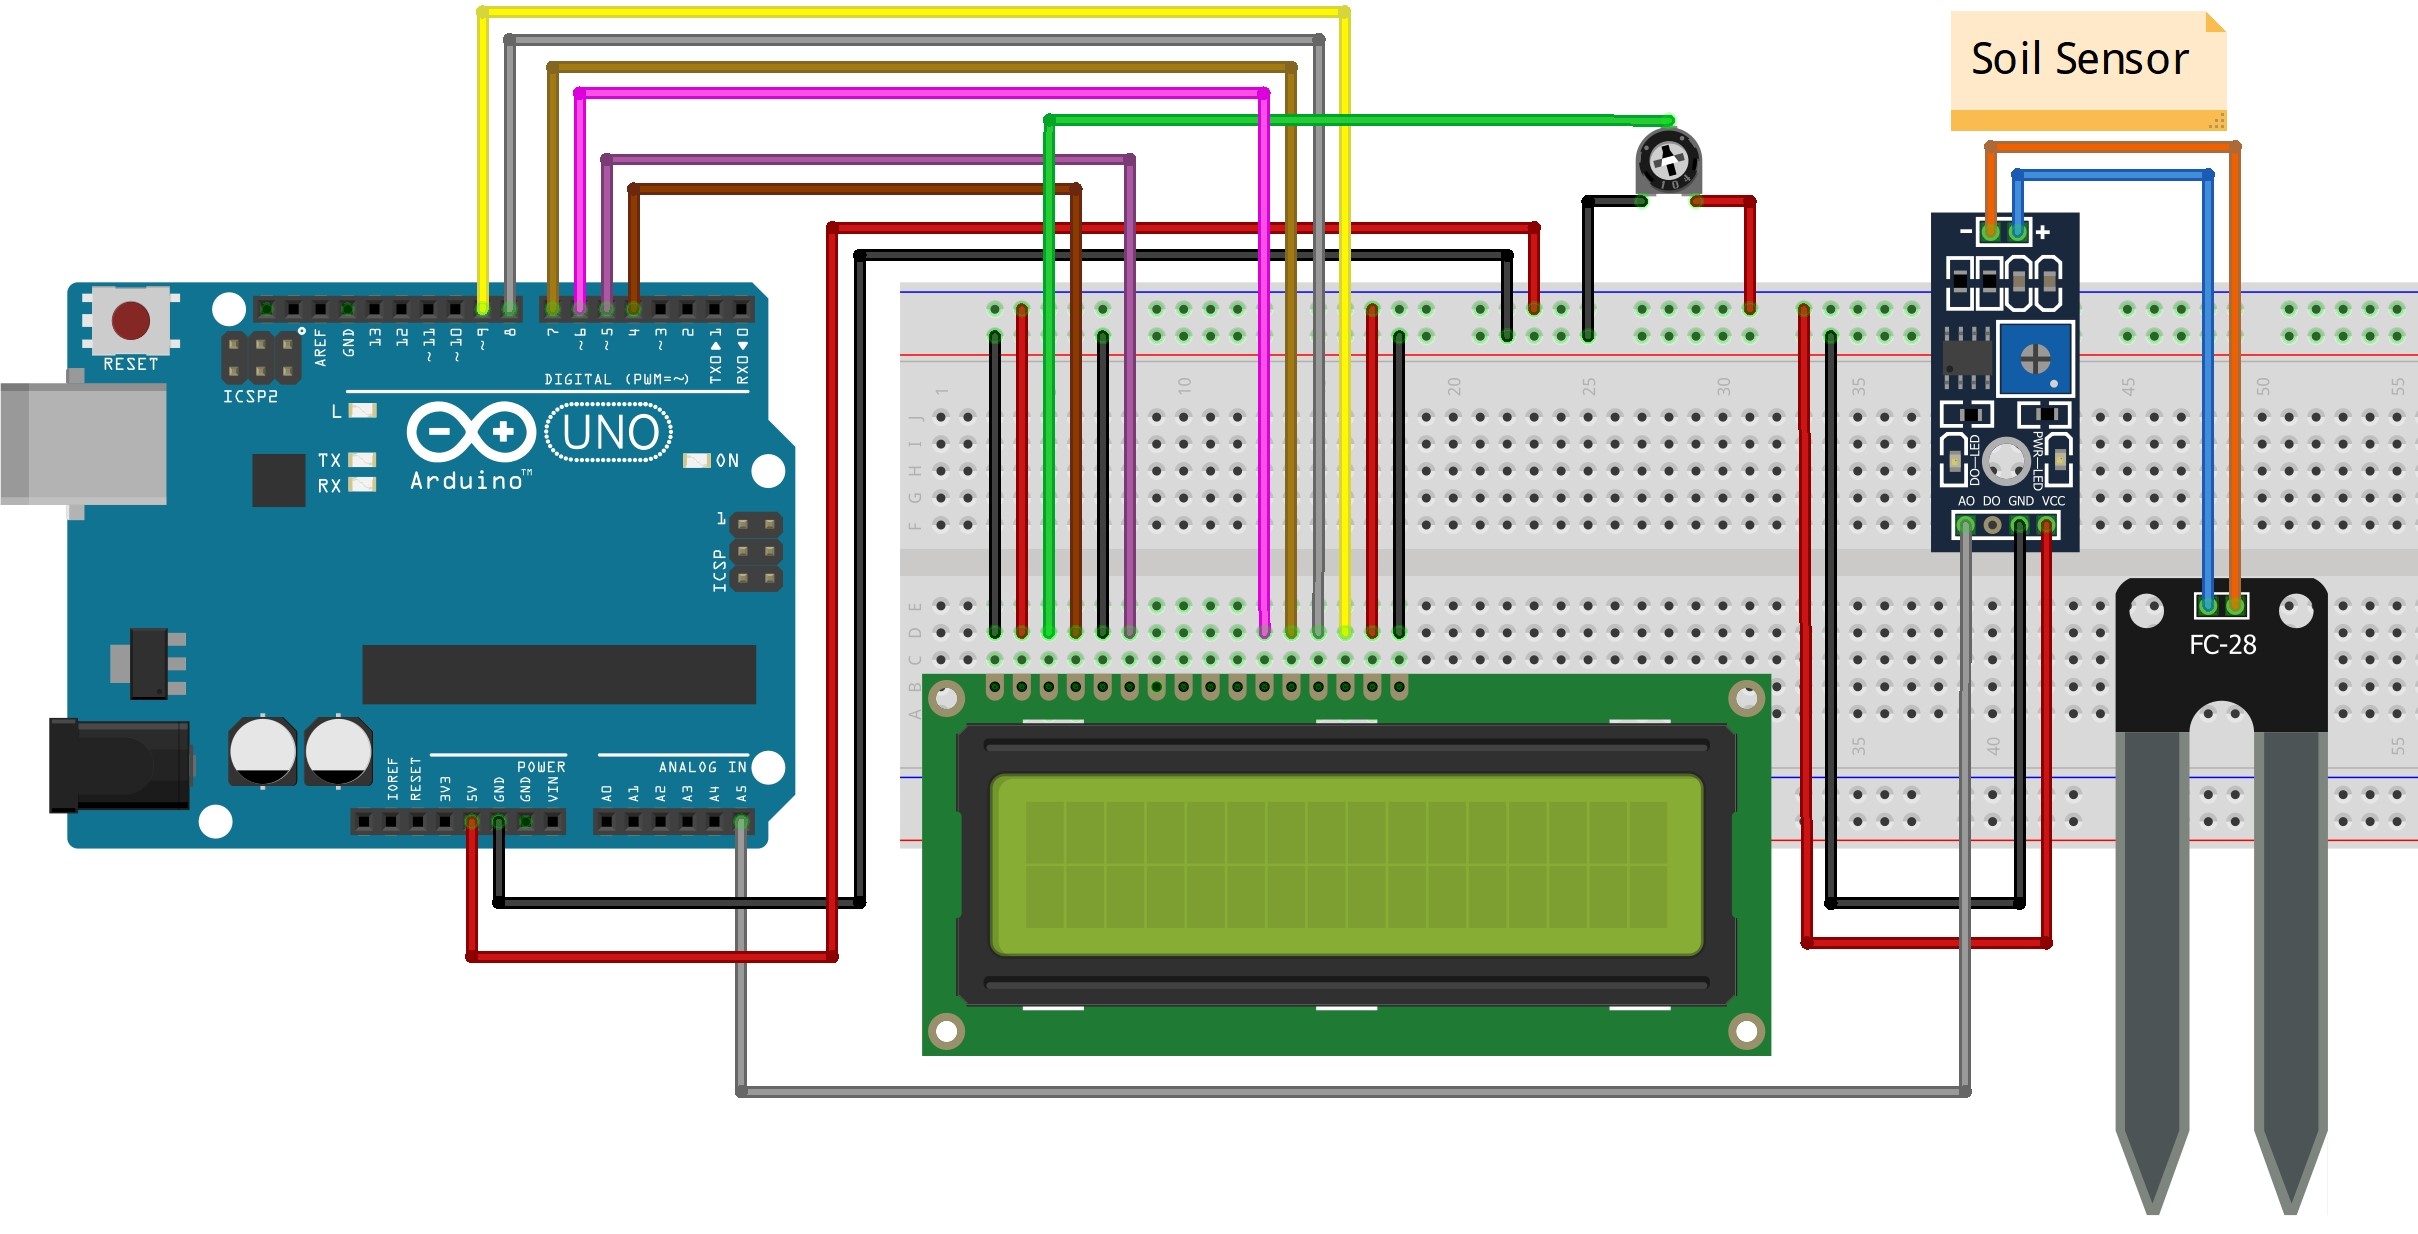 Soil Sensor
RESET
ICSP2
AREF
GND
13
12
~11
~10
~9
8
7
~6
~5
4
~3
2
TX0▶1
RX0◀0
DIGITAL (PWM=~)
L
TX
RX
Arduino™
UNO
ON
1
ICSP
IOREF
RESET
3V3
5V
GND
GND
VIN
POWER
ANALOG IN
A0
A1
A2
A3
A4
A5
104
1
10
20
25
30
35
45
50
55
J
I
H
G
F
E
D
C
B
A
35
40
55
- +
DO-LED
PWR-LED
AO DO GND VCC
FC-28